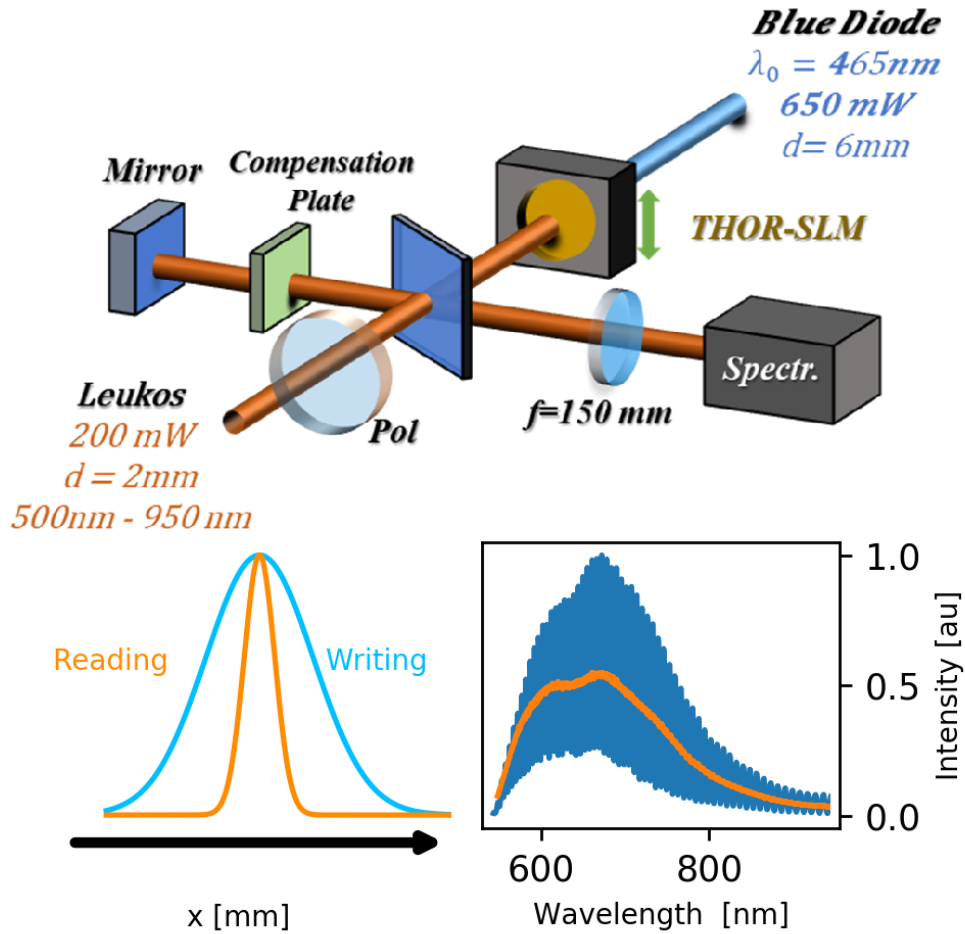 Blue Diode
λ₀ = 465nm
650 mW
d= 6mm
Mirror
Compensation
Plate
THOR-SLM
Spectr.
f=150 mm
Pol
Leukos
200 mW
d = 2mm
500nm - 950 nm
Reading
Writing
x [mm]
1.0
0.5
0.0
Intensity [au]
600
800
Wavelength [nm]